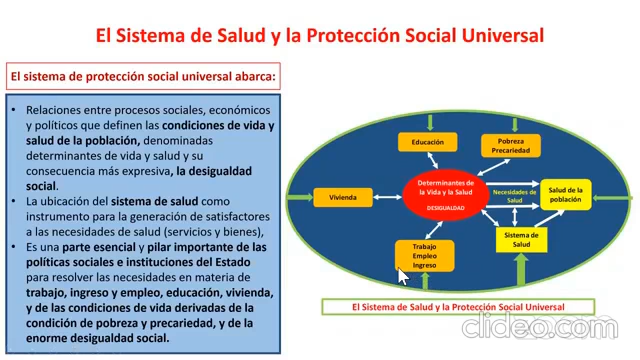 El Sistema de Salud y la Protección Social Universal
El sistema de protección social universal abarca:
• Relaciones entre procesos sociales, económicos
y políticos que definen las condiciones de vida y
salud de la población, denominadas
determinantes de vida y salud y su
consecuencia más expresiva, la desigualdad
social.
• La ubicación del sistema de salud como
instrumento para la generación de satisfactores
a las necesidades de salud (servicios y bienes),
• Es una parte esencial y pilar importante de las
políticas sociales e instituciones del Estado
para resolver las necesidades en materia de
trabajo, ingreso y empleo, educación, vivienda,
y de las condiciones de vida derivadas de la
condición de pobreza y precariedad, y de la
enorme desigualdad social.
Educación
Pobreza
Precariedad
Vivienda
Determinantes de
la Vida y la Salud
DESIGUALDAD
Necesidades de
Salud
Salud de la
población
Trabajo
Empleo
Ingreso
Sistema de
Salud
El Sistema de Salud y la Protección Social Universal
clideo.com